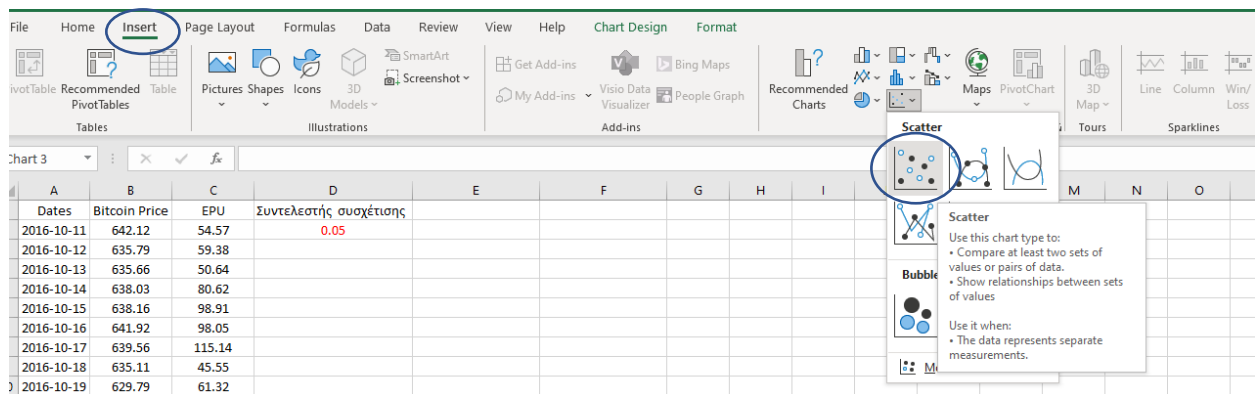 File Home Insert Page Layout Formulas Data Review View Help Chart Design Format
SmartArt
Screenshot
Get Add-ins
Bing Maps
My Add-ins
Visio Data Visualizer
People Graph
PivotTable Recommended PivotTables Table
Pictures Shapes Icons 3D Models
Recommended Charts
Maps PivotChart
3D Map
Line Column Win/Loss
Tables Illustrations Add-ins Tours Sparklines
Chart 3 fx
A B C D E F G H I M N O
Dates Bitcoin Price EPU Συντελεστής συσχέτισης
2016-10-11 642.12 54.57 0.05
2016-10-12 635.79 59.38
2016-10-13 635.66 50.64
2016-10-14 638.03 80.62
2016-10-15 638.16 98.91
2016-10-16 641.92 98.05
2016-10-17 639.56 115.14
2016-10-18 635.11 45.55
2016-10-19 629.79 61.32
Scatter
Bubble
Scatter
Use this chart type to:
• Compare at least two sets of
values or pairs of data.
• Show relationships between sets
of values
Use it when:
• The data represents separate
measurements.